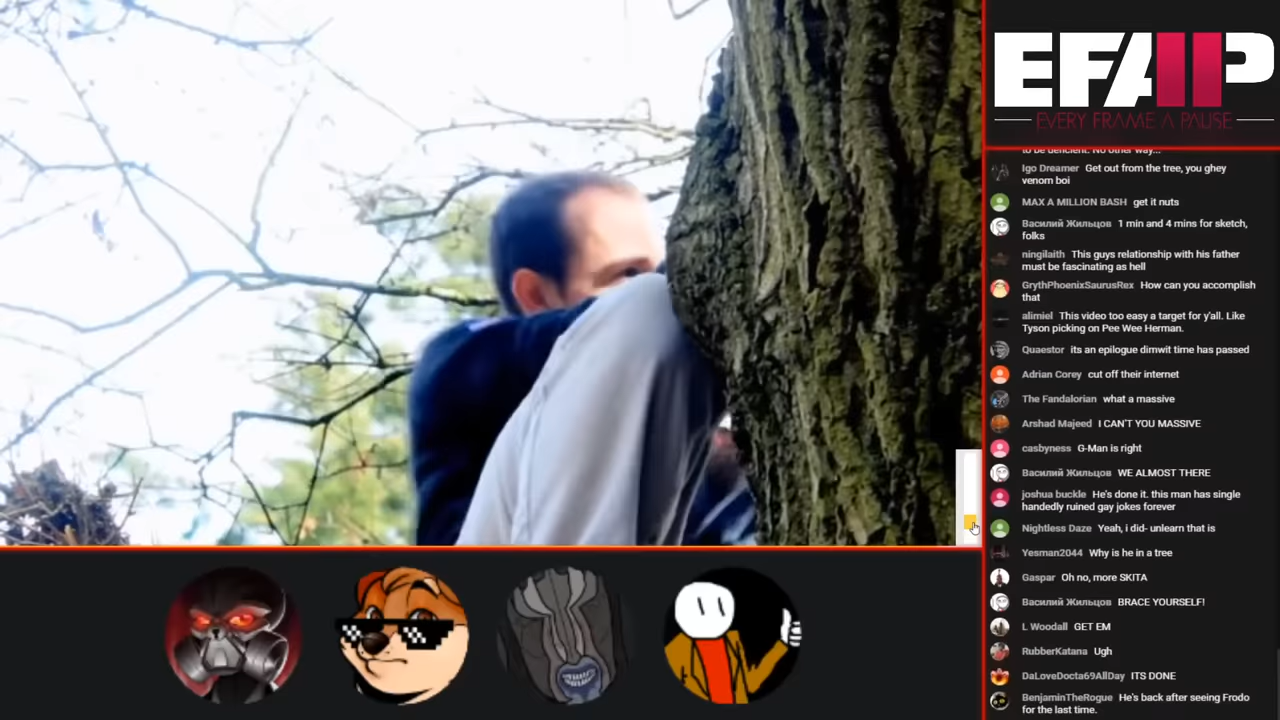 EFAP
EVERY FRAME A PAUSE
to be deficient. No other way...
Igo Dreamer Get out from the tree, you ghey
venom boi
MAX A MILLION BASH get it nuts
Василий Жильцов 1 min and 4 mins for sketch,
folks
ningilaith This guys relationship with his father
must be fascinating as hell
GrythPhoenixSaurusRex How can you accomplish
that
alimiel This video too easy a target for y'all. Like
Tyson picking on Pee Wee Herman.
Quaestor its an epilogue dimwit time has passed
Adrian Corey cut off their internet
The Fandalorian what a massive
Arshad Majeed I CAN'T YOU MASSIVE
casbyness G-Man is right
Василий Жильцов WE ALMOST THERE
joshua buckle He's done it. this man has single
handedly ruined gay jokes forever
Nightless Daze Yeah, i did- unlearn that is
Yesman2044 Why is he in a tree
Gaspar Oh no, more SKITA
Василий Жильцов BRACE YOURSELF!
L Woodall GET EM
RubberKatana Ugh
DaLoveDocta69AllDay ITS DONE
BenjaminTheRogue He's back after seeing Frodo
for the last time.